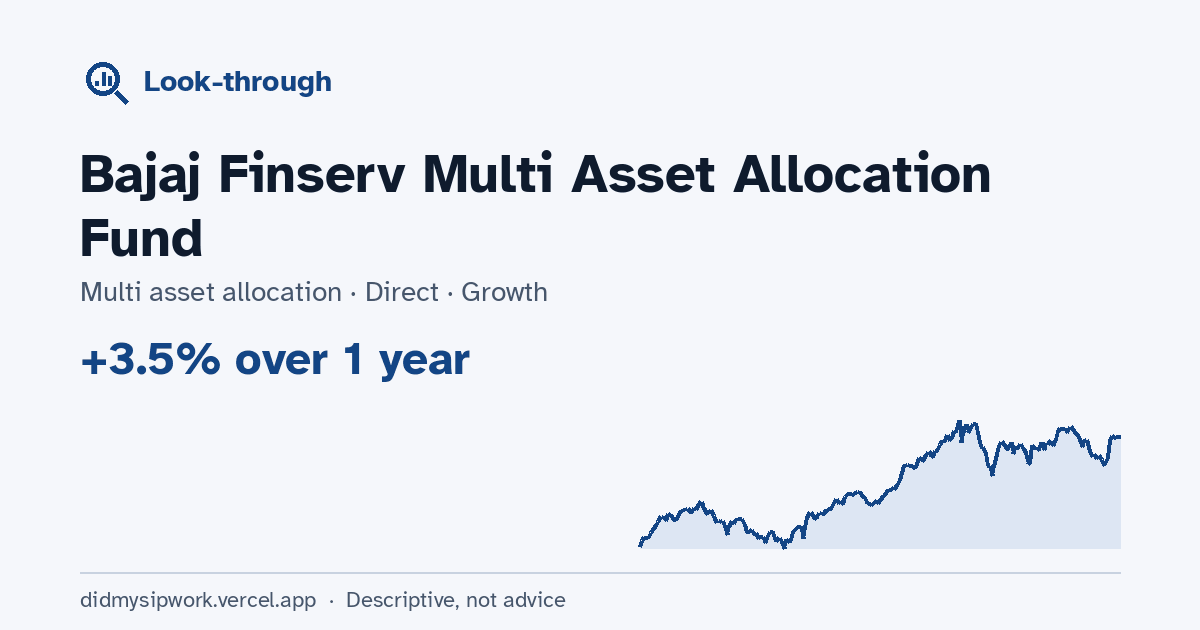 Look-through
Bajaj Finserv Multi Asset Allocation
Fund
Multi asset allocation · Direct · Growth
+3.5% over 1 year
didmysipwork.vercel.app · Descriptive, not advice